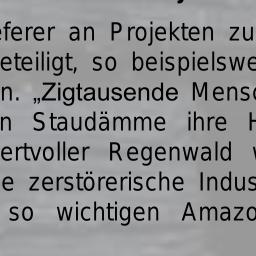 eferer an Projekten zu
eteiligt, so beispielswe
n. „Zigtausende Mensc
n Staudämme ihre H
ertvoller Regenwald w
e zerstörerische Indus
so wichtigen Amazo